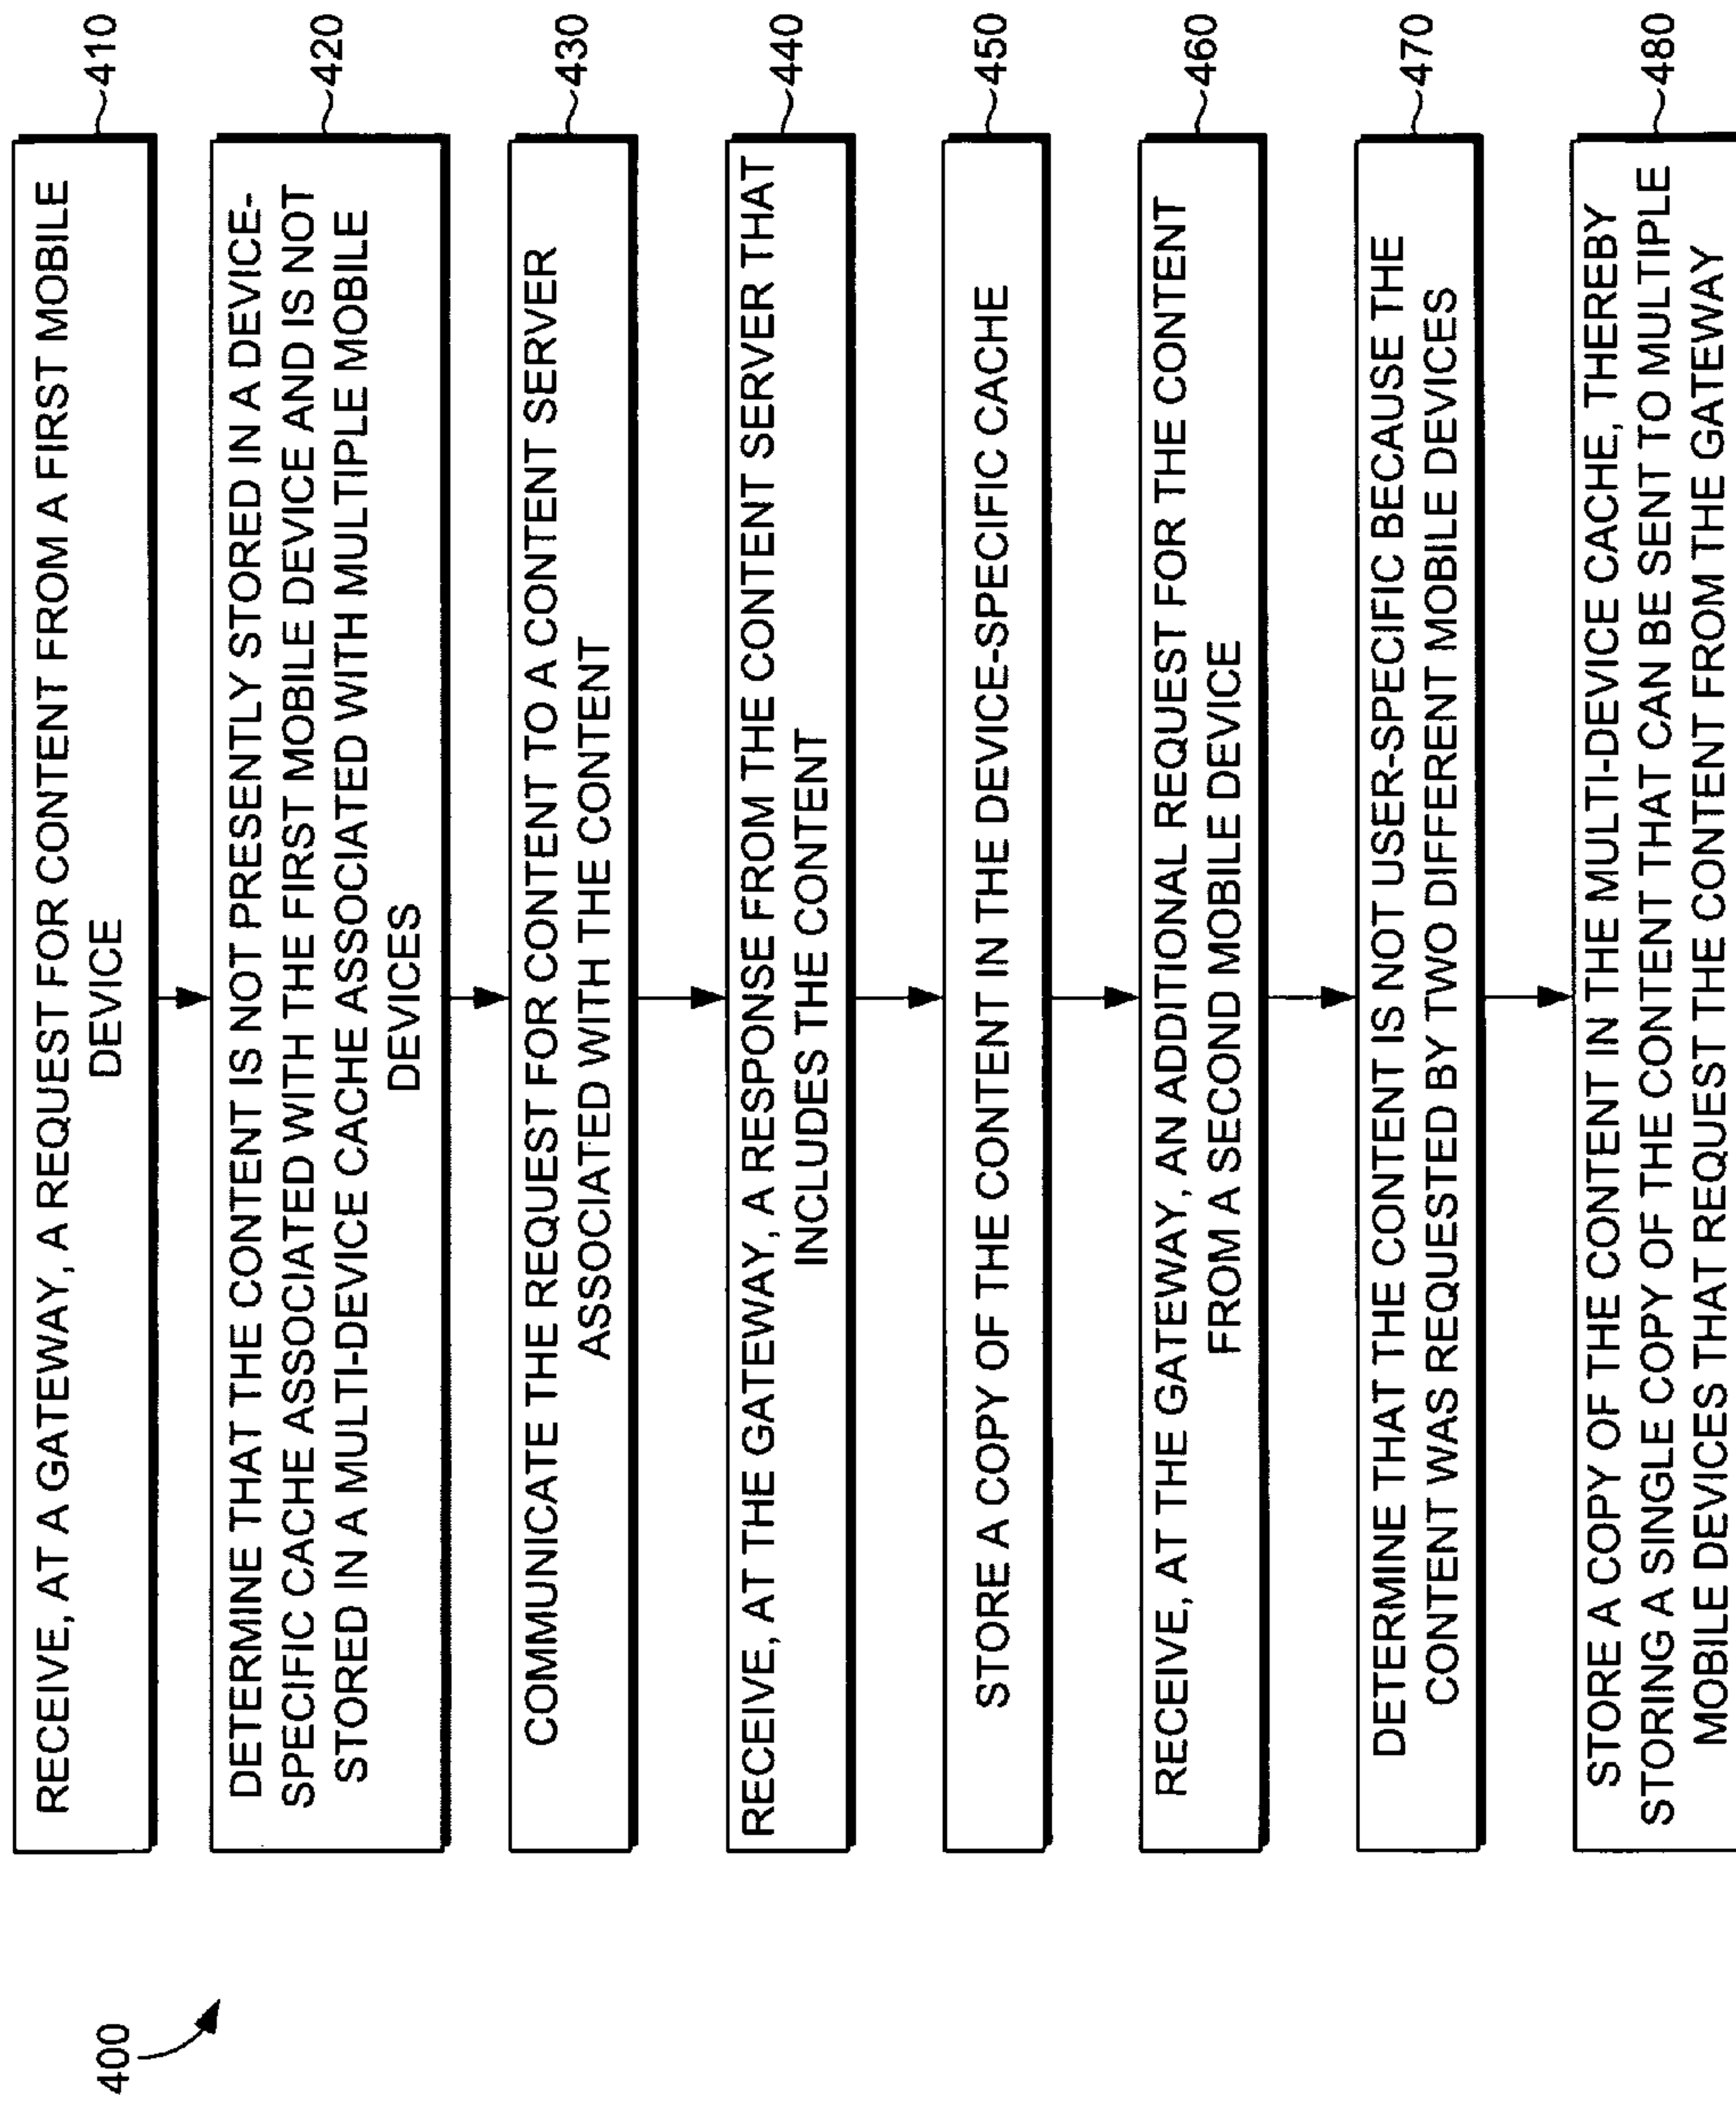 400
RECEIVE, AT A GATEWAY, A REQUEST FOR CONTENT FROM A FIRST MOBILE
DEVICE
410
DETERMINE THAT THE CONTENT IS NOT PRESENTLY STORED IN A DEVICE-
SPECIFIC CACHE ASSOCIATED WITH THE FIRST MOBILE DEVICE AND IS NOT
STORED IN A MULTI-DEVICE CACHE ASSOCIATED WITH MULTIPLE MOBILE
DEVICES
420
COMMUNICATE THE REQUEST FOR CONTENT TO A CONTENT SERVER
ASSOCIATED WITH THE CONTENT
430
RECEIVE, AT THE GATEWAY, A RESPONSE FROM THE CONTENT SERVER THAT
INCLUDES THE CONTENT
440
STORE A COPY OF THE CONTENT IN THE DEVICE-SPECIFIC CACHE
450
RECEIVE, AT THE GATEWAY, AN ADDITIONAL REQUEST FOR THE CONTENT
FROM A SECOND MOBILE DEVICE
460
DETERMINE THAT THE CONTENT IS NOT USER-SPECIFIC BECAUSE THE
CONTENT WAS REQUESTED BY TWO DIFFERENT MOBILE DEVICES
470
STORE A COPY OF THE CONTENT IN THE MULTI-DEVICE CACHE, THEREBY
STORING A SINGLE COPY OF THE CONTENT THAT CAN BE SENT TO MULTIPLE
MOBILE DEVICES THAT REQUEST THE CONTENT FROM THE GATEWAY
480